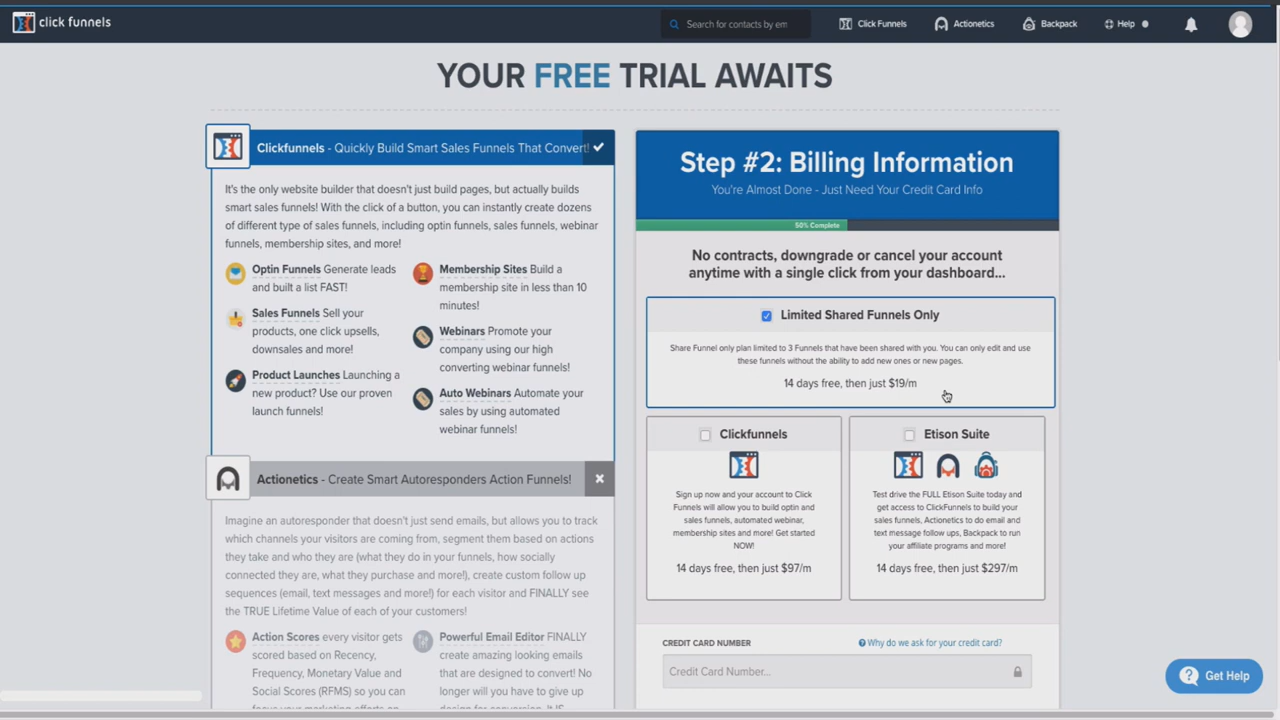 click funnels
Search for contacts by em
Click Funnels
Actionetics
Backpack
Help
YOUR FREE TRIAL AWAITS
Clickfunnels - Quickly Build Smart Sales Funnels That Convert!
It's the only website builder that doesn't just build pages, but actually builds
smart sales funnels! With the click of a button, you can instantly create dozens
of different type of sales funnels, including optin funnels, sales funnels, webinar
funnels, membership sites, and more!
Optin Funnels Generate leads
and built a list FAST!
Sales Funnels Sell your
products, one click upsells,
downsales and more!
Product Launches Launching a
new product? Use our proven
launch funnels!
Membership Sites Build a
membership site in less than 10
minutes!
Webinars Promote your
company using our high
converting webinar funnels!
Auto Webinars Automate your
sales by using automated
webinar funnels!
Actionetics - Create Smart Autoresponders Action Funnels!
Imagine an autoresponder that doesn't just send emails, but allows you to track
which channels your visitors are coming from, segment them based on actions
they take and who they are (what they do in your funnels, how socially
connected they are, what they purchase and more!), create custom follow up
sequences (email, text messages and more!) for each visitor and FINALLY see
the TRUE Lifetime Value of each of your customers!
Action Scores every visitor gets
scored based on Recency,
Frequency, Monetary Value and
Social Scores (RFMS) so you can
Powerful Email Editor FINALLY
create amazing looking emails
that are designed to convert! No
longer will you have to give up
Step #2: Billing Information
You're Almost Done - Just Need Your Credit Card Info
50% Complete
No contracts, downgrade or cancel your account
anytime with a single click from your dashboard...
Limited Shared Funnels Only
Share Funnel only plan limited to 3 Funnels that have been shared with you. You can only edit and use
these funnels without the ability to add new ones or new pages.
14 days free, then just $19/m
Clickfunnels
Sign up now and your account to Click
Funnels will allow you to build optin and
sales funnels, automated webinar,
membership sites and more! Get started
NOW!
14 days free, then just $97/m
Etison Suite
Test drive the FULL Etison Suite today and
get access to ClickFunnels to build your
sales funnels, Actionetics to do email and
text message follow ups, Backpack to run
your affiliate programs and more!
14 days free, then just $297/m
CREDIT CARD NUMBER
Why do we ask for your credit card?
Credit Card Number...
Get Help